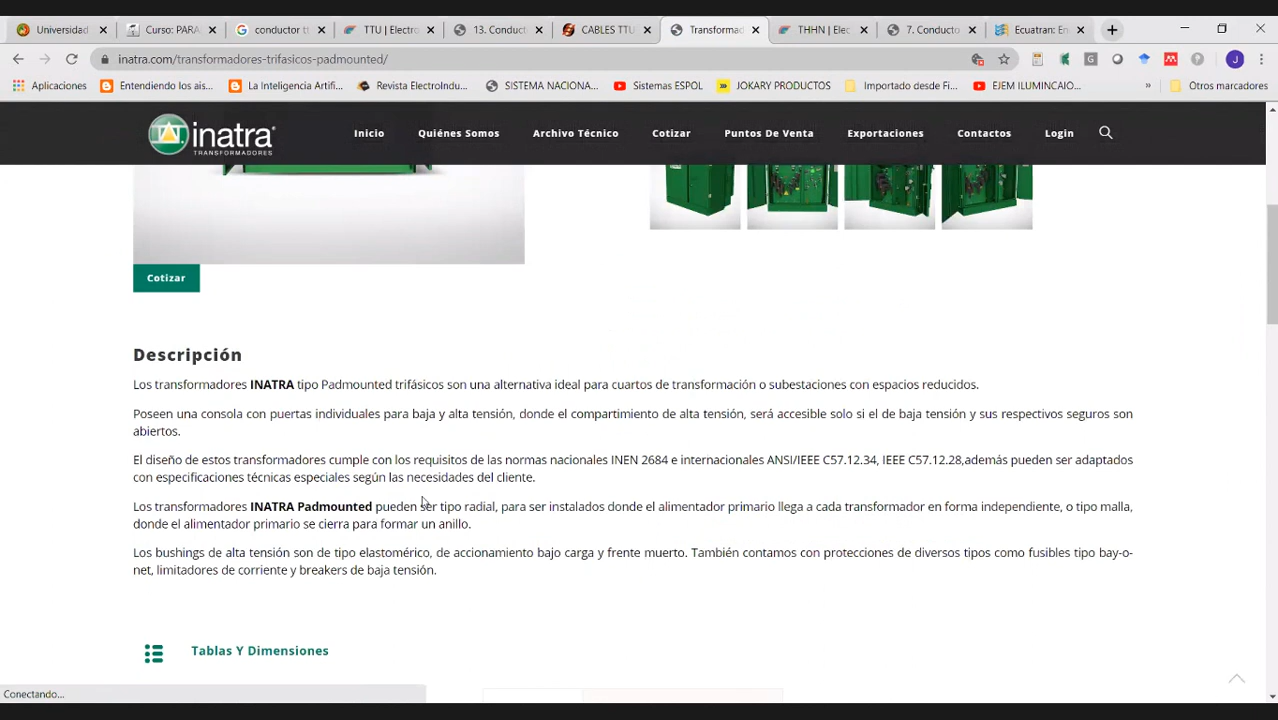 Universidad
Curso: PARA
conductor t
TTU | Electro
13. Conduct
CABLES TTU
Transformad
THHN | Elec
7. Conducto
Ecuatran: En
inatra.com/transformadores-trifasicos-padmounted/
Aplicaciones
Entendiendo los ais...
La Inteligencia Artifi...
Revista ElectroIndu...
SISTEMA NACIONA...
Sistemas ESPOL
JOKARY PRODUCTOS
Importado desde Fi...
EJEM ILUMINCAIO...
»
Otros marcadores
inatra
TRANSFORMADORES
Inicio
Quiénes Somos
Archivo Técnico
Cotizar
Puntos De Venta
Exportaciones
Contactos
Login
Cotizar
Descripción
Los transformadores INATRA tipo Padmounted trifásicos son una alternativa ideal para cuartos de transformación o subestaciones con espacios reducidos.
Poseen una consola con puertas individuales para baja y alta tensión, donde el compartimiento de alta tensión, será accesible solo si el de baja tensión y sus respectivos seguros son
abiertos.
El diseño de estos transformadores cumple con los requisitos de las normas nacionales INEN 2684 e internacionales ANSI/IEEE C57.12.34, IEEE C57.12.28,además pueden ser adaptados
con especificaciones técnicas especiales según las necesidades del cliente.
Los transformadores INATRA Padmounted pueden ser tipo radial, para ser instalados donde el alimentador primario llega a cada transformador en forma independiente, o tipo malla,
donde el alimentador primario se cierra para formar un anillo.
Los bushings de alta tensión son de tipo elastomérico, de accionamiento bajo carga y frente muerto. También contamos con protecciones de diversos tipos como fusibles tipo bay-o-
net, limitadores de corriente y breakers de baja tensión.
Tablas Y Dimensiones
Conectando...